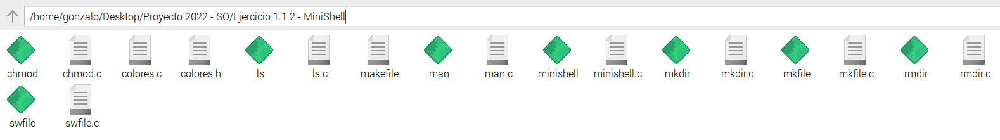 /home/gonzalo/Desktop/Proyecto 2022 - SO/Ejercicio 1.1.2 - MiniShell
chmod chmod.c colores.c colores.h ls ls.c makefile man man.c minishell minishell.c mkdir mkdir.c mkfile mkfile.c rmdir rmdir.c
swfile swfile.c